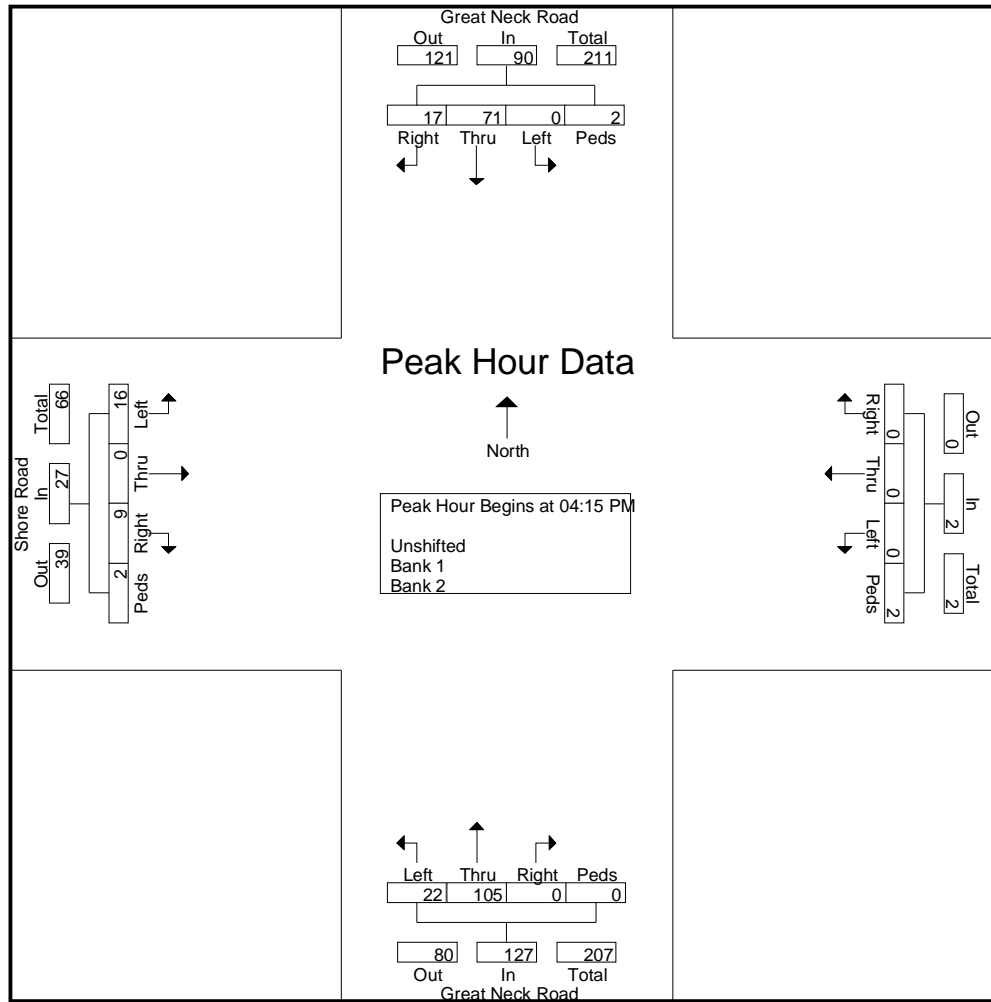 Great Neck Road
Out In Total
121 90 211
17 71 0 2
Right Thru Left Peds
Peak Hour Data
North
Peak Hour Begins at 04:15 PM
Unshifted
Bank 1
Bank 2
Shore Road
Total In Out
66 27 39
16 0 9 2
Left Thru Right Peds
Out In Total
0 2 2
0 0 0 2
Right Thru Left Peds
Left Thru Right Peds
22 105 0 0
80 127 207
Out In Total
Great Neck Road